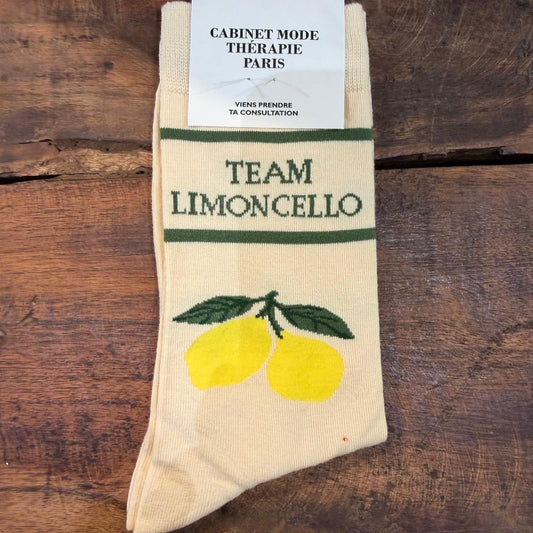 CABINET MODE
THÉRAPIE
PARIS
VIENS PRENDRE
TA CONSULTATION
TEAM
LIMONCELLO